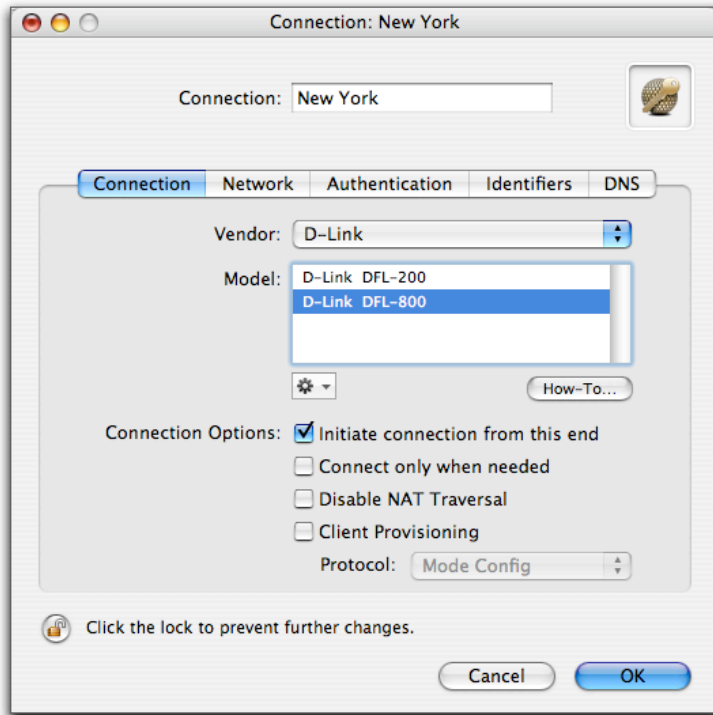 Connection: New York
Connection: New York
Connection Network Authentication Identifiers DNS
Vendor: D-Link
Model: D-Link DFL-200
D-Link DFL-800
How-To...
Connection Options: Initiate connection from this end
Connect only when needed
Disable NAT Traversal
Client Provisioning
Protocol: Mode Config
Click the lock to prevent further changes.
Cancel OK